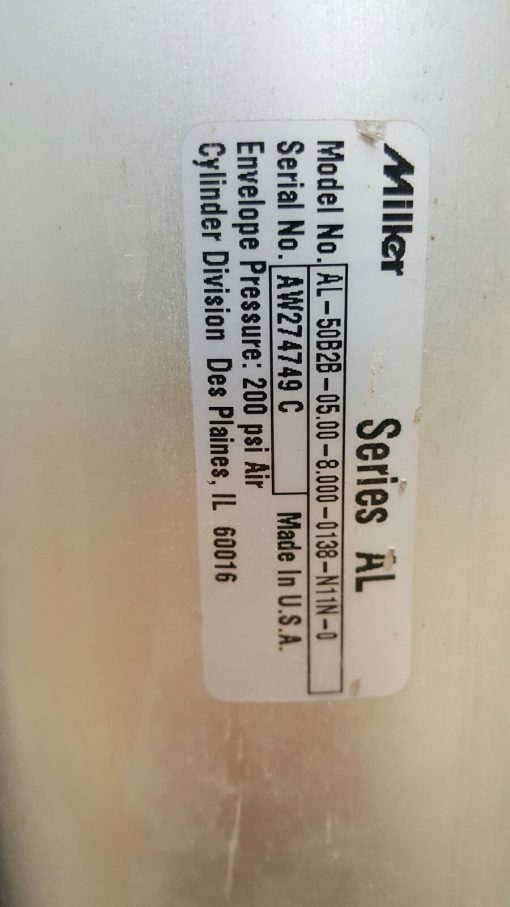 Miller
Series AL
Model No. AL-50B2B-05.00-8.000-0138-N11N-0
Serial No. AW274749 C Made In U.S.A.
Envelope Pressure: 200 psi Air
Cylinder Division Des Plaines, IL 60016